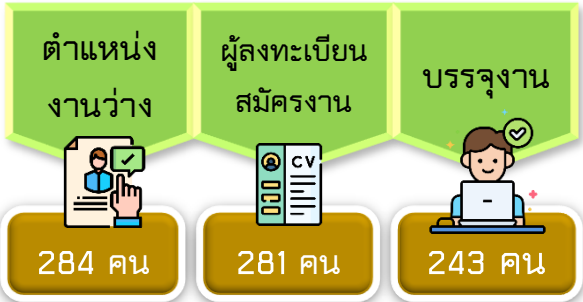 ตำแหน่ง
งานว่าง
ผู้ลงทะเบียน
สมัครงาน
บรรจุงาน
CV
284 คน
281 คน
243 คน